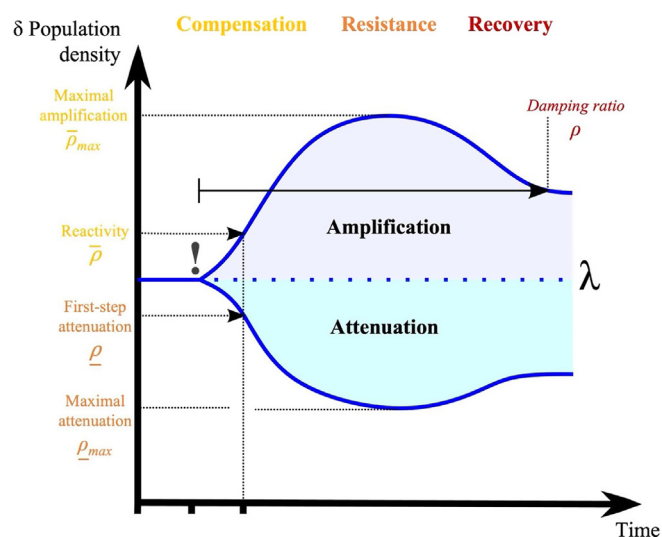 δ Population
density
Compensation Resistance Recovery
Maximal
amplification
ρ̅max
Damping ratio
ρ
Reactivity
ρ̅
!
Amplification
λ
First-step
attenuation
ρ̲
Attenuation
Maximal
attenuation
ρ̲max
Time